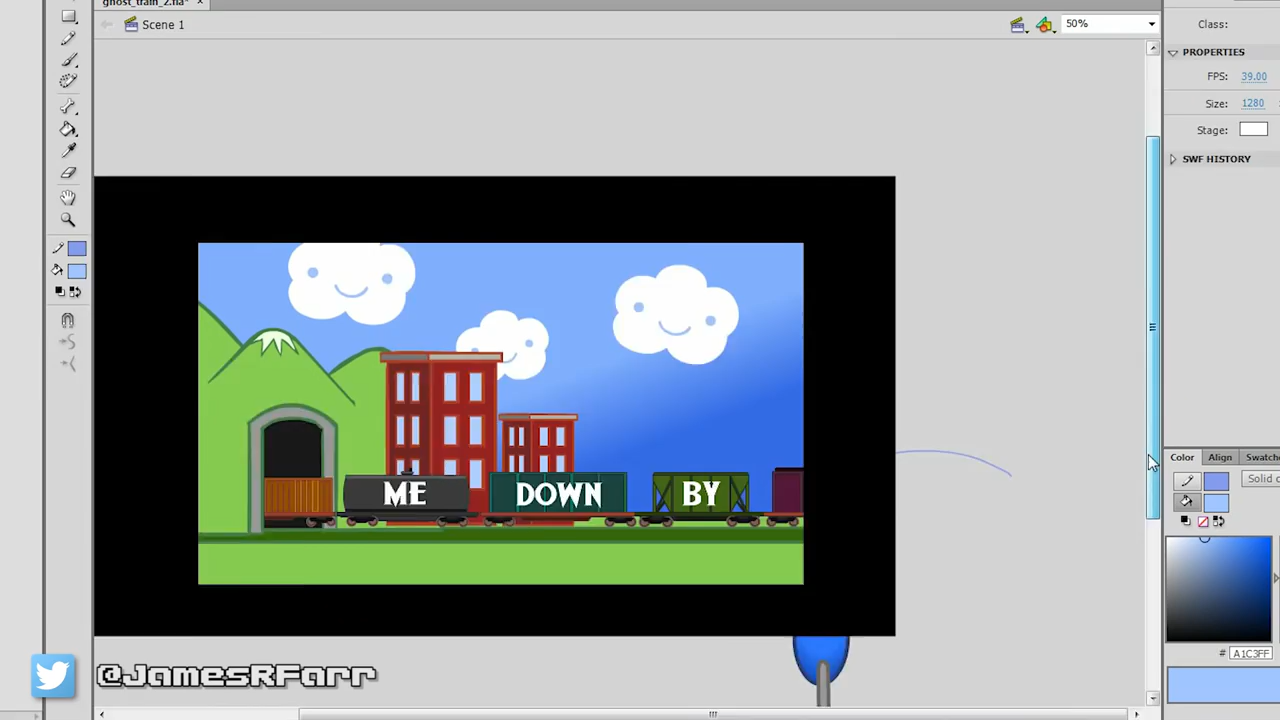 ghost_train_2.fla*
Scene 1
50%
Class:
PROPERTIES
FPS: 39.00
Size: 1280
Stage:
SWF HISTORY
ME DOWN BY
Color Align Swatche
Solid c
# A1C3FF
@JamesRFarr